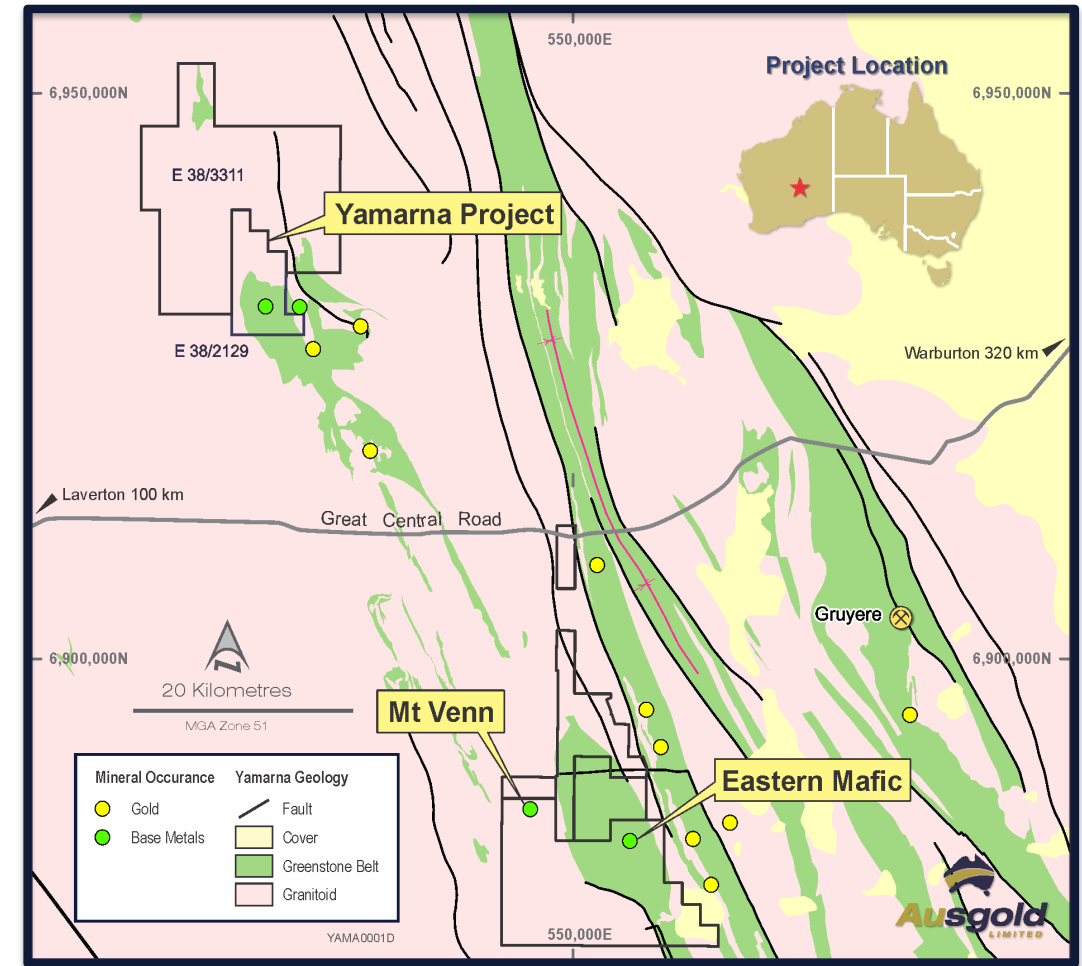 550,000E
Project Location
6,950,000N
6,950,000N
E 38/3311
Yamarna Project
E 38/2129
Warburton 320 km
Laverton 100 km
Great Central Road
Gruyere
6,900,000N
6,900,000N
N
20 Kilometres
MGA Zone 51
Mt Venn
Eastern Mafic
Mineral Occurance
Yamarna Geology
Gold
Fault
Base Metals
Cover
Greenstone Belt
Granitoid
YAMA0001D
550,000E
Ausgold
LIMITED